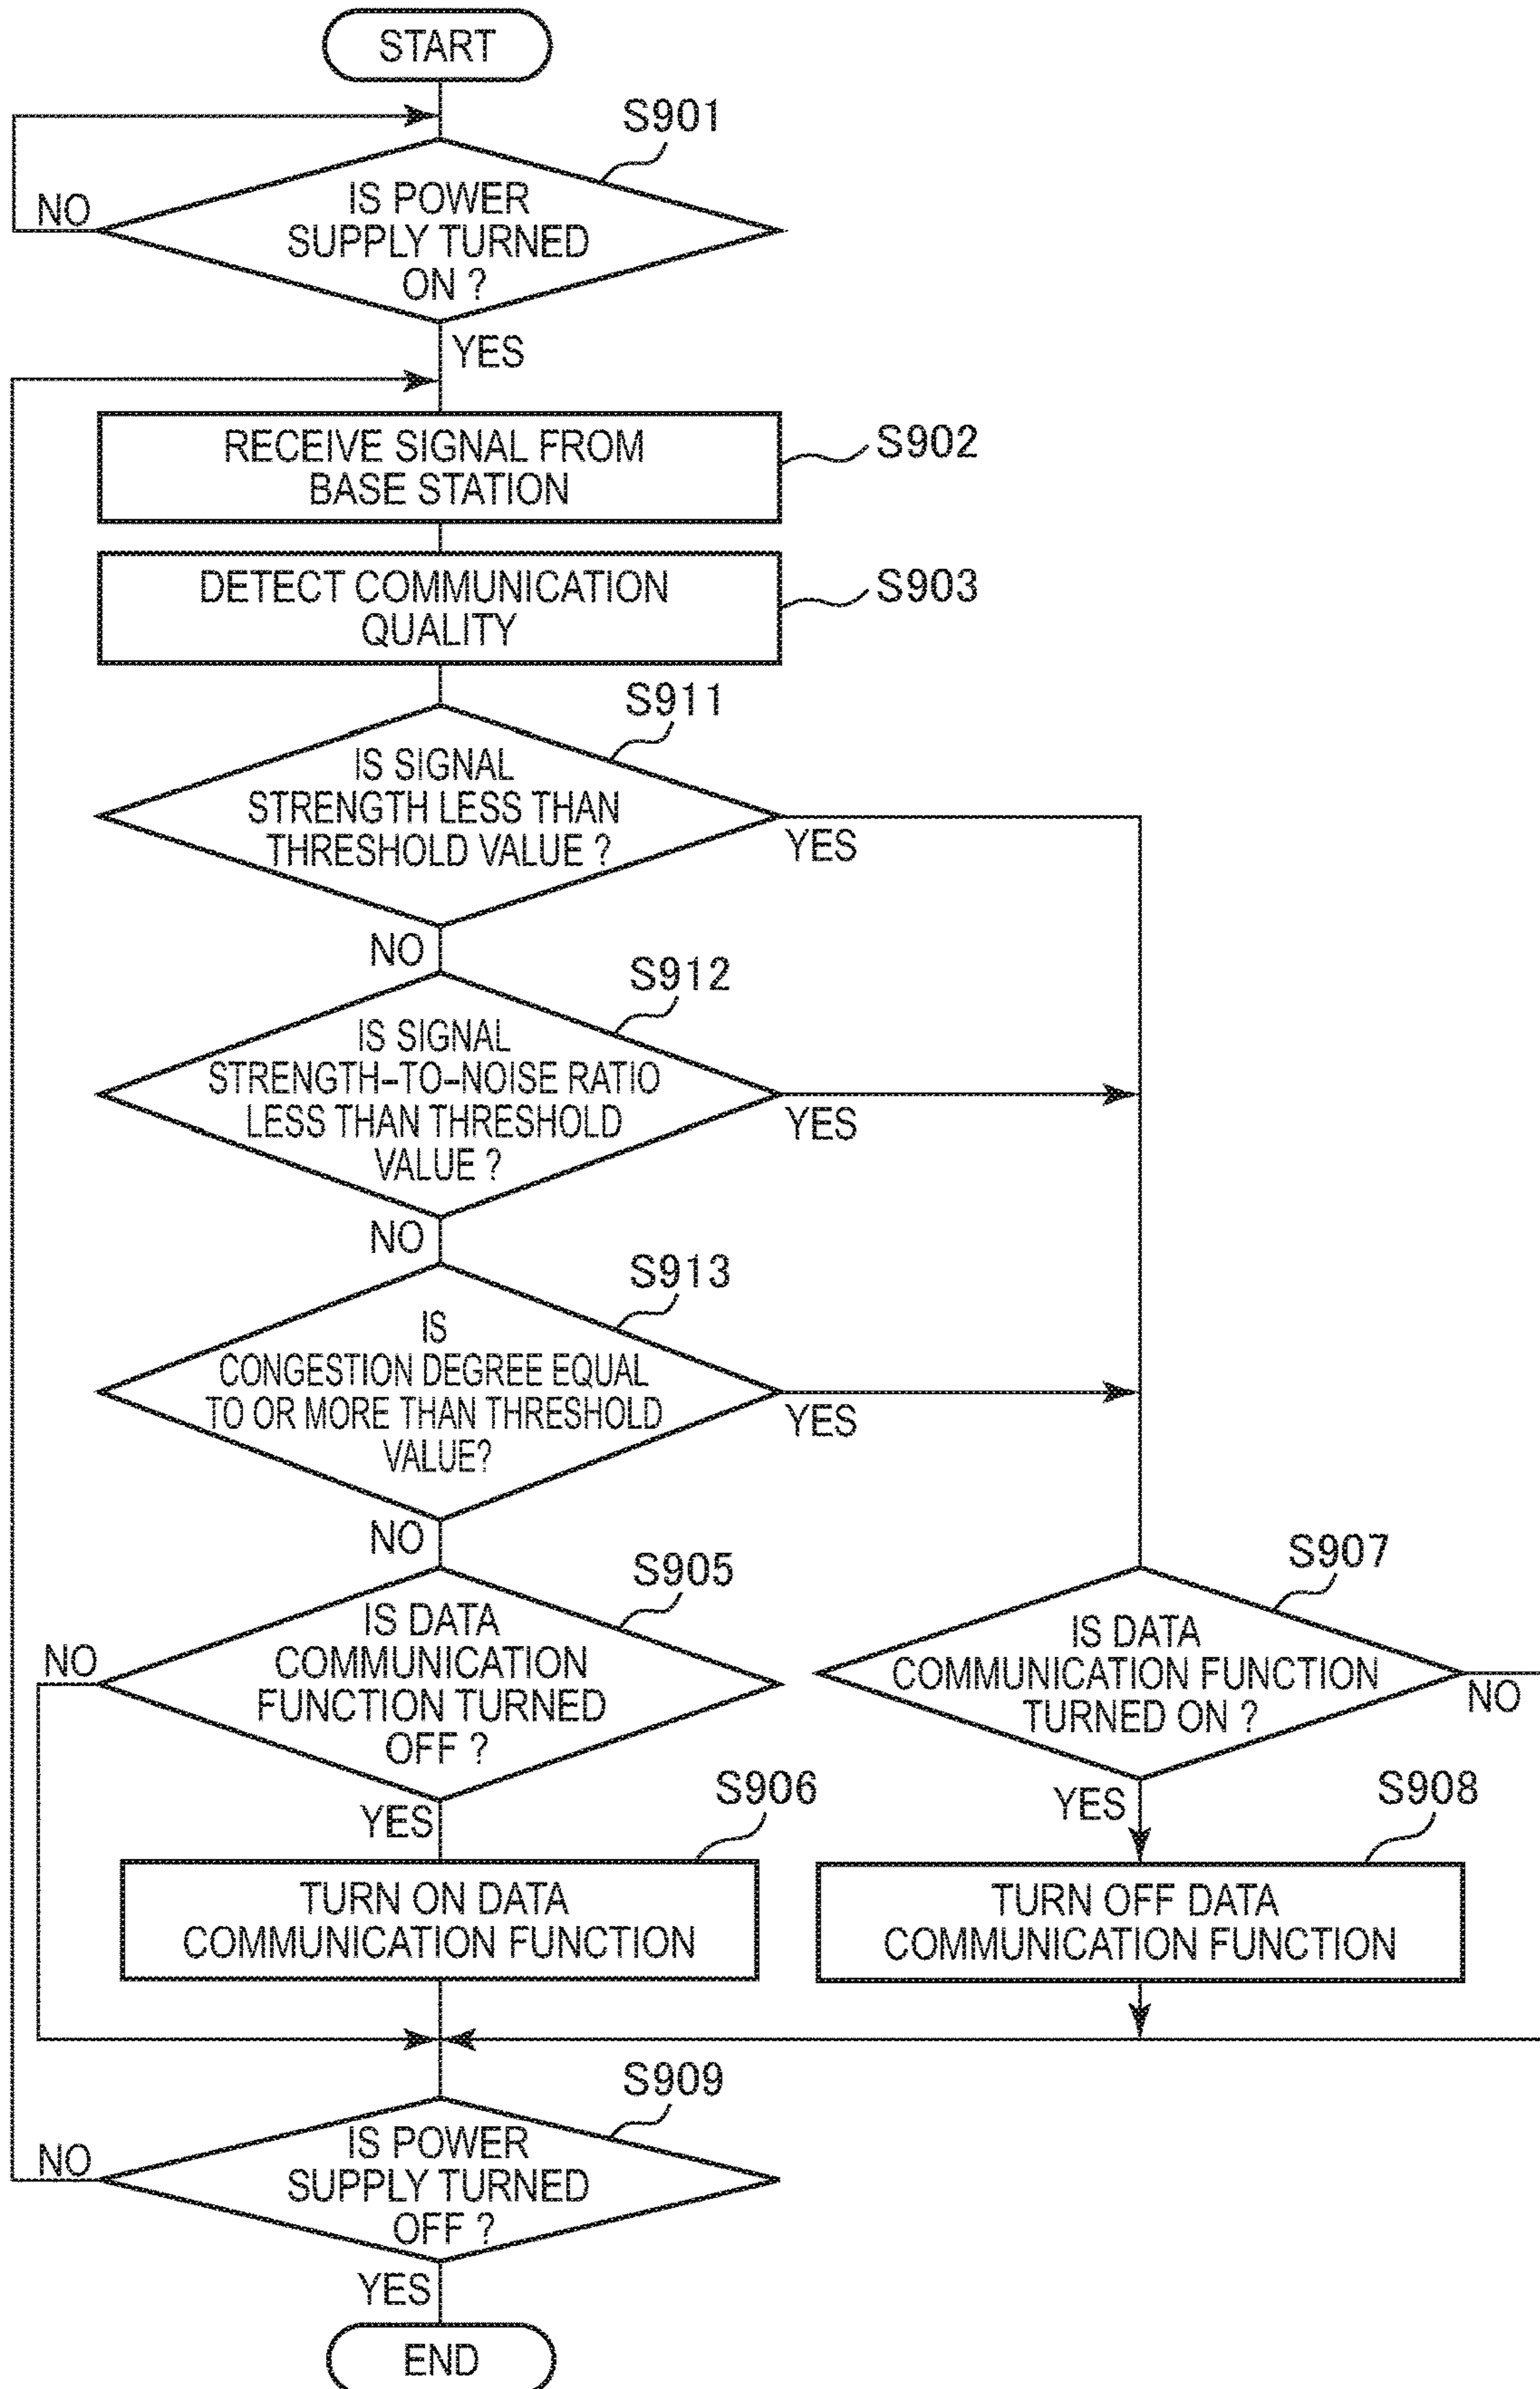 START
S901
IS POWER
SUPPLY TURNED
ON ?
NO
YES
RECEIVE SIGNAL FROM
BASE STATION
S902
DETECT COMMUNICATION
QUALITY
S903
S911
IS SIGNAL
STRENGTH LESS THAN
THRESHOLD VALUE ?
YES
NO
S912
IS SIGNAL
STRENGTH-TO-NOISE RATIO
LESS THAN THRESHOLD
VALUE ?
YES
NO
S913
IS
CONGESTION DEGREE EQUAL
TO OR MORE THAN THRESHOLD
VALUE?
YES
NO
S905
IS DATA
COMMUNICATION
FUNCTION TURNED
OFF ?
NO
YES
S906
TURN ON DATA
COMMUNICATION FUNCTION
S907
IS DATA
COMMUNICATION FUNCTION
TURNED ON ?
NO
YES
S908
TURN OFF DATA
COMMUNICATION FUNCTION
S909
IS POWER
SUPPLY TURNED
OFF ?
NO
YES
END